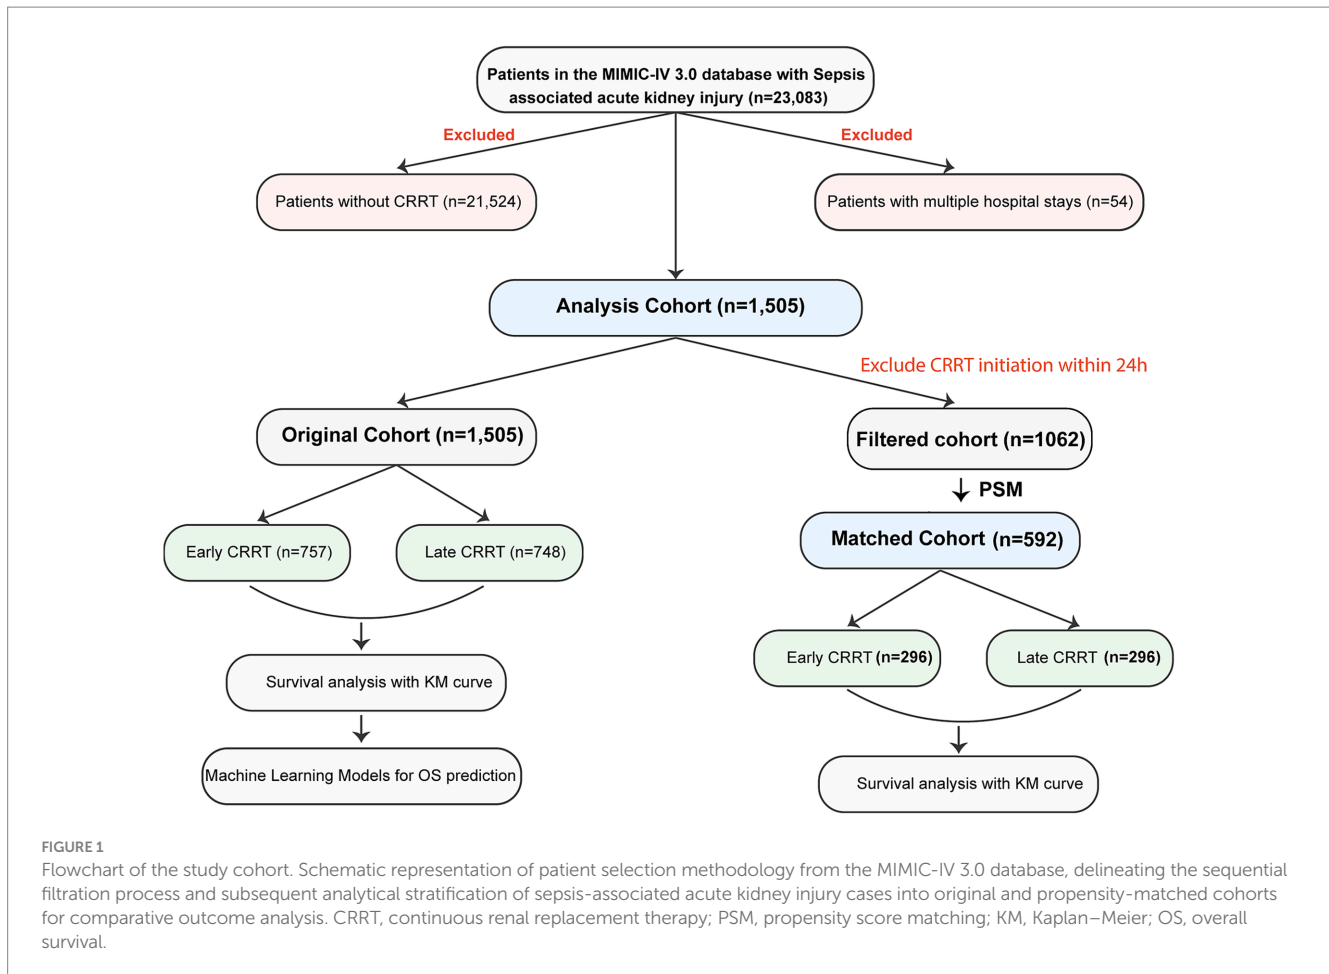 Patients in the MIMIC-IV 3.0 database with Sepsis
associated acute kidney injury (n=23,083)
Excluded
Excluded
Patients without CRRT (n=21,524)
Patients with multiple hospital stays (n=54)
Analysis Cohort (n=1,505)
Exclude CRRT initiation within 24h
Original Cohort (n=1,505)
Filtered cohort (n=1062)
PSM
Matched Cohort (n=592)
Early CRRT (n=757)
Late CRRT (n=748)
Early CRRT (n=296)
Late CRRT (n=296)
Survival analysis with KM curve
Machine Learning Models for OS prediction
Survival analysis with KM curve
FIGURE 1
Flowchart of the study cohort. Schematic representation of patient selection methodology from the MIMIC-IV 3.0 database, delineating the sequential
filtration process and subsequent analytical stratification of sepsis-associated acute kidney injury cases into original and propensity-matched cohorts
for comparative outcome analysis. CRRT, continuous renal replacement therapy; PSM, propensity score matching; KM, Kaplan–Meier; OS, overall
survival.